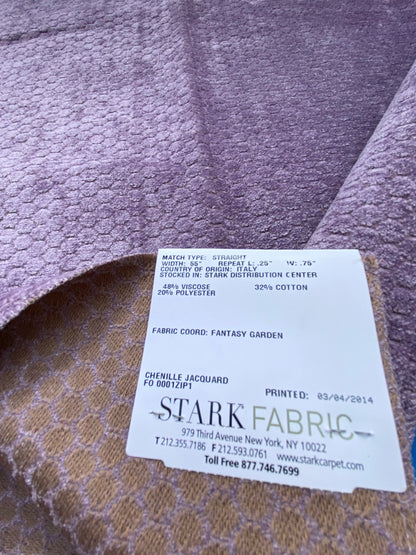 MATCH TYPE: STRAIGHT
WIDTH: 55" REPEAT L: .25" W: .75"
COUNTRY OF ORIGIN: ITALY
STOCKED IN: STARK DISTRIBUTION CENTER
48% VISCOSE 32% COTTON
20% POLYESTER
FABRIC COORD: FANTASY GARDEN
CHENILLE JACQUARD
FO 0001ZIP1
PRINTED: 03/04/2014
STARK FABRIC
979 Third Avenue New York, NY 10022
T 212.355.7186 F 212.593.0761 www.starkcarpet.com
Toll Free 877.746.7699